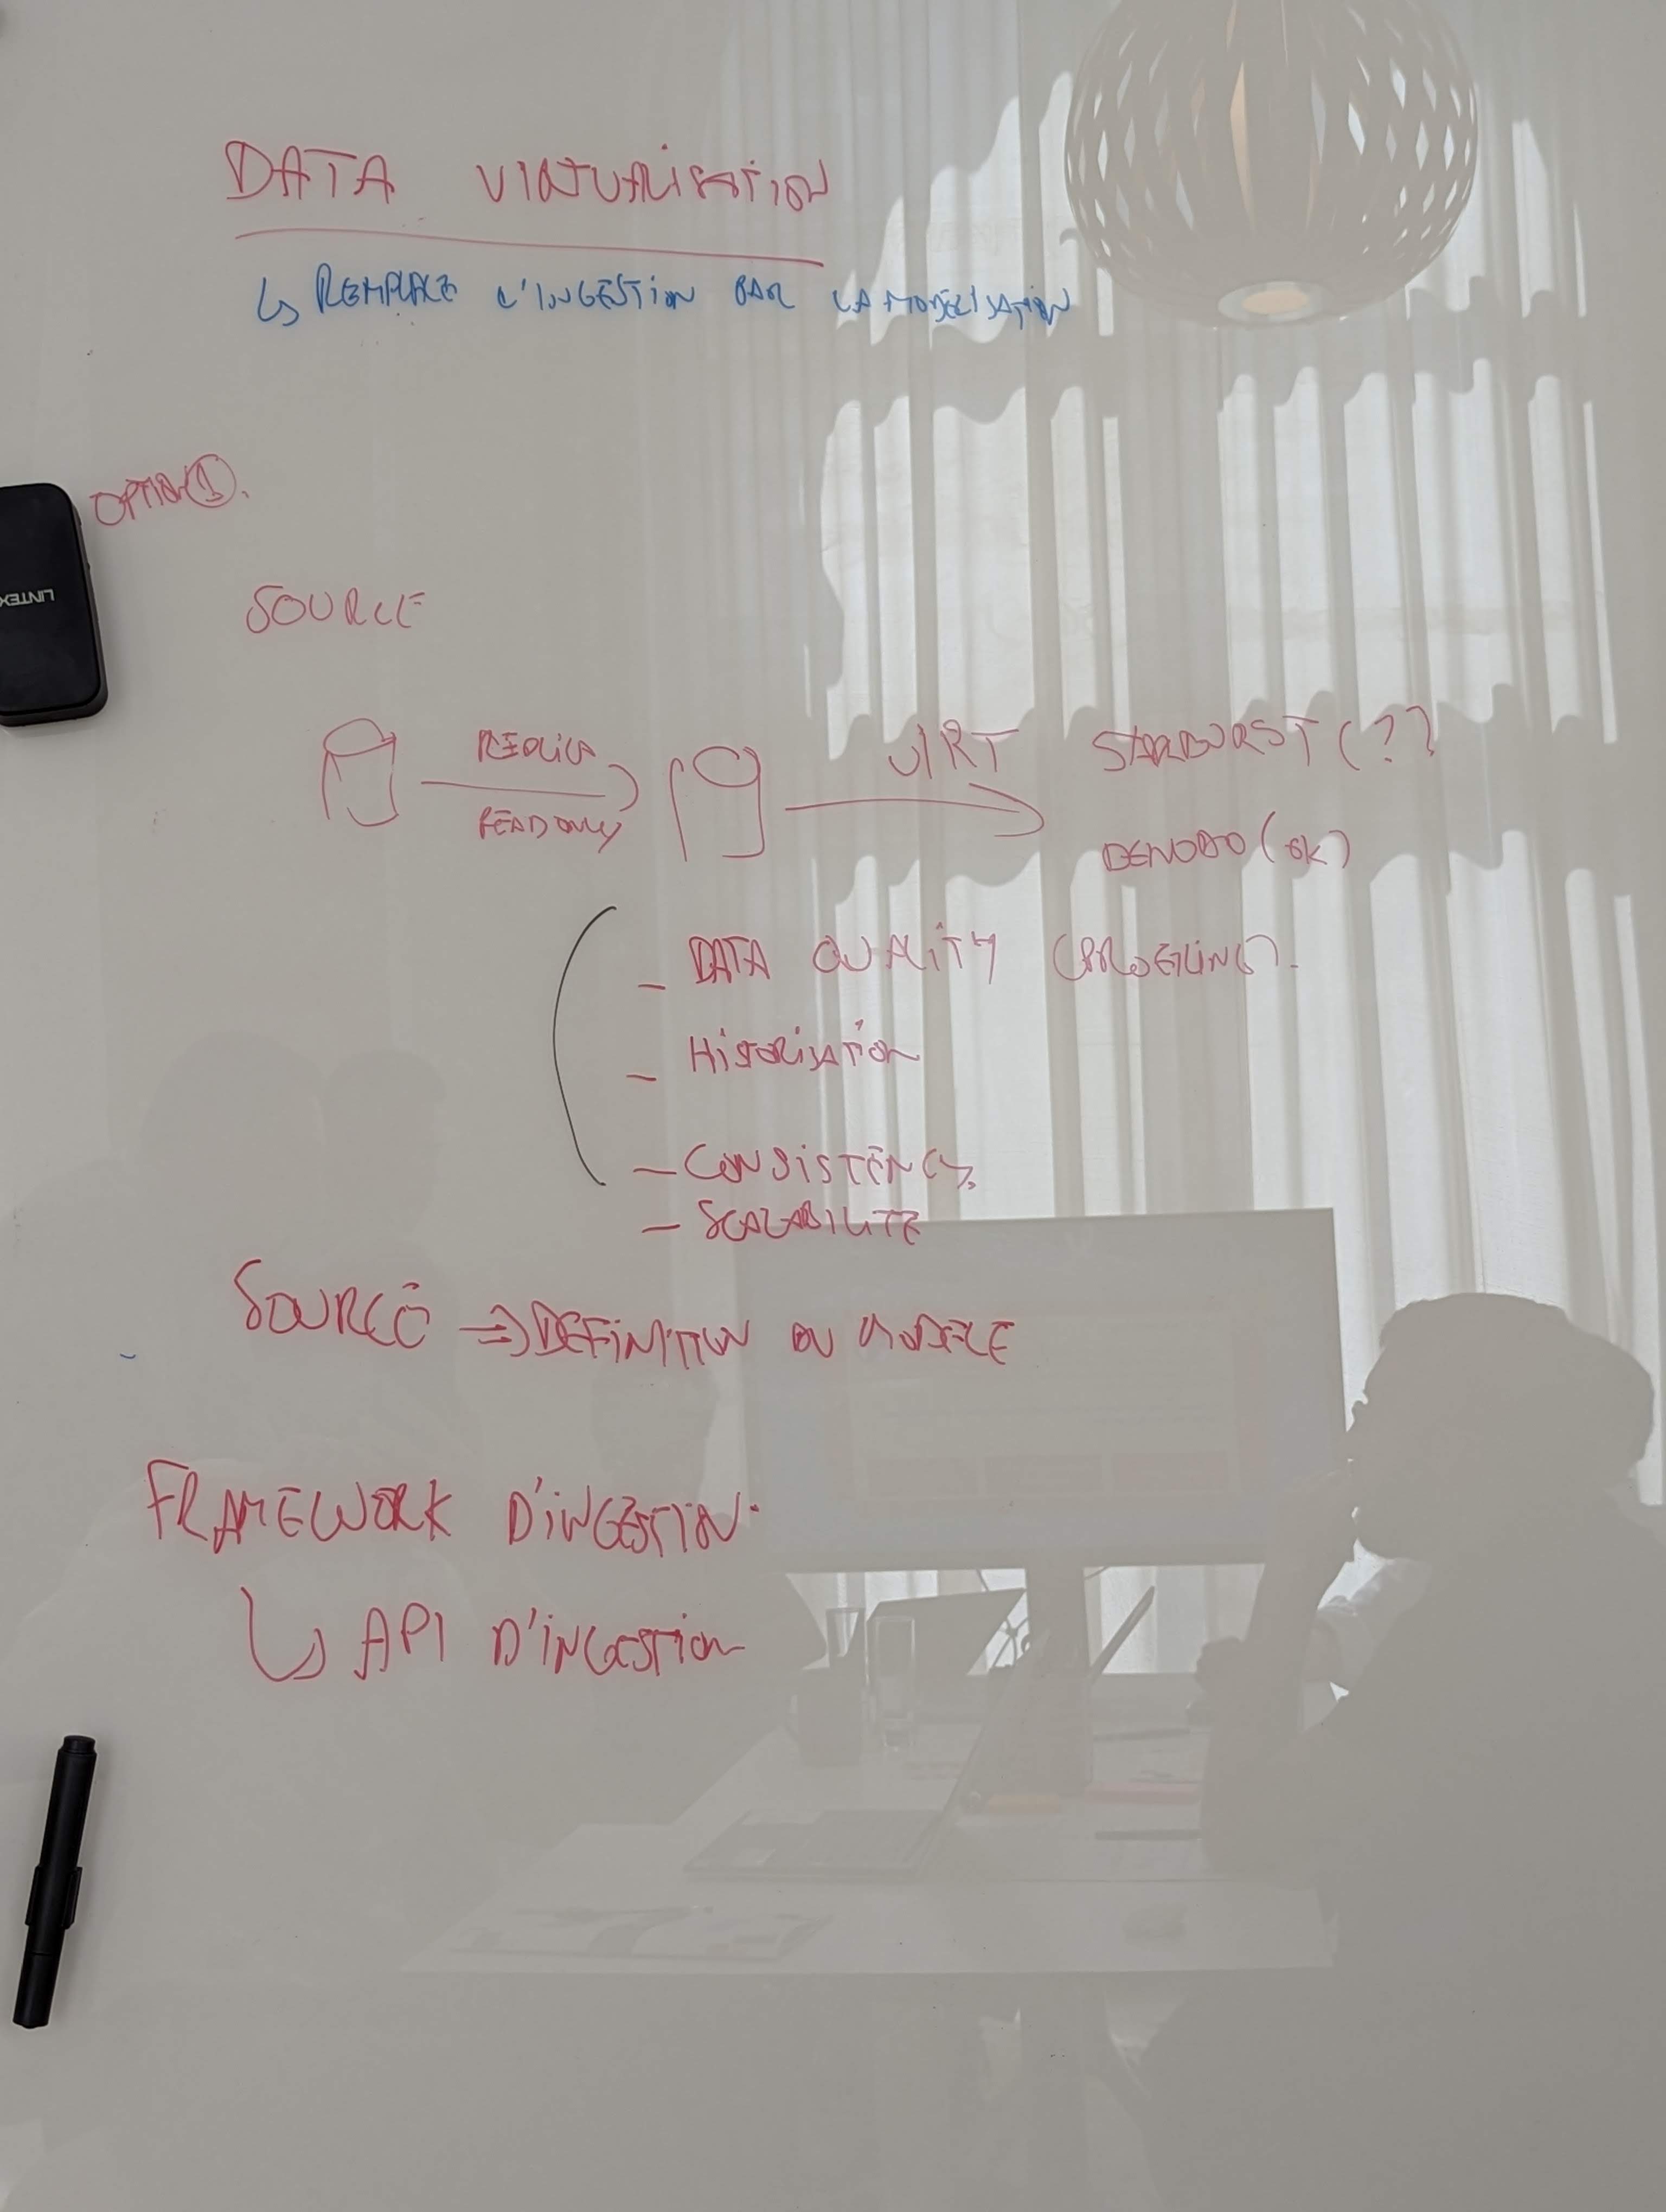 DATA VIRTUALISATION
↳ REMPLACE L'INGESTION PAR LA MODÉLISATION
OPTION 1.
LINTEX
SOURCE
REPLICA
READ ONLY
VIRT
STARBURST (??
DENODO (OK)
- DATA QUALITY (PROFILING).
- HISTORISATION
- CONSISTENCY
- SCALABILITE
SOURCE ⇒ DEFINITION DU MODELE
FRAMEWORK D'INGESTION
↳ API D'INGESTION